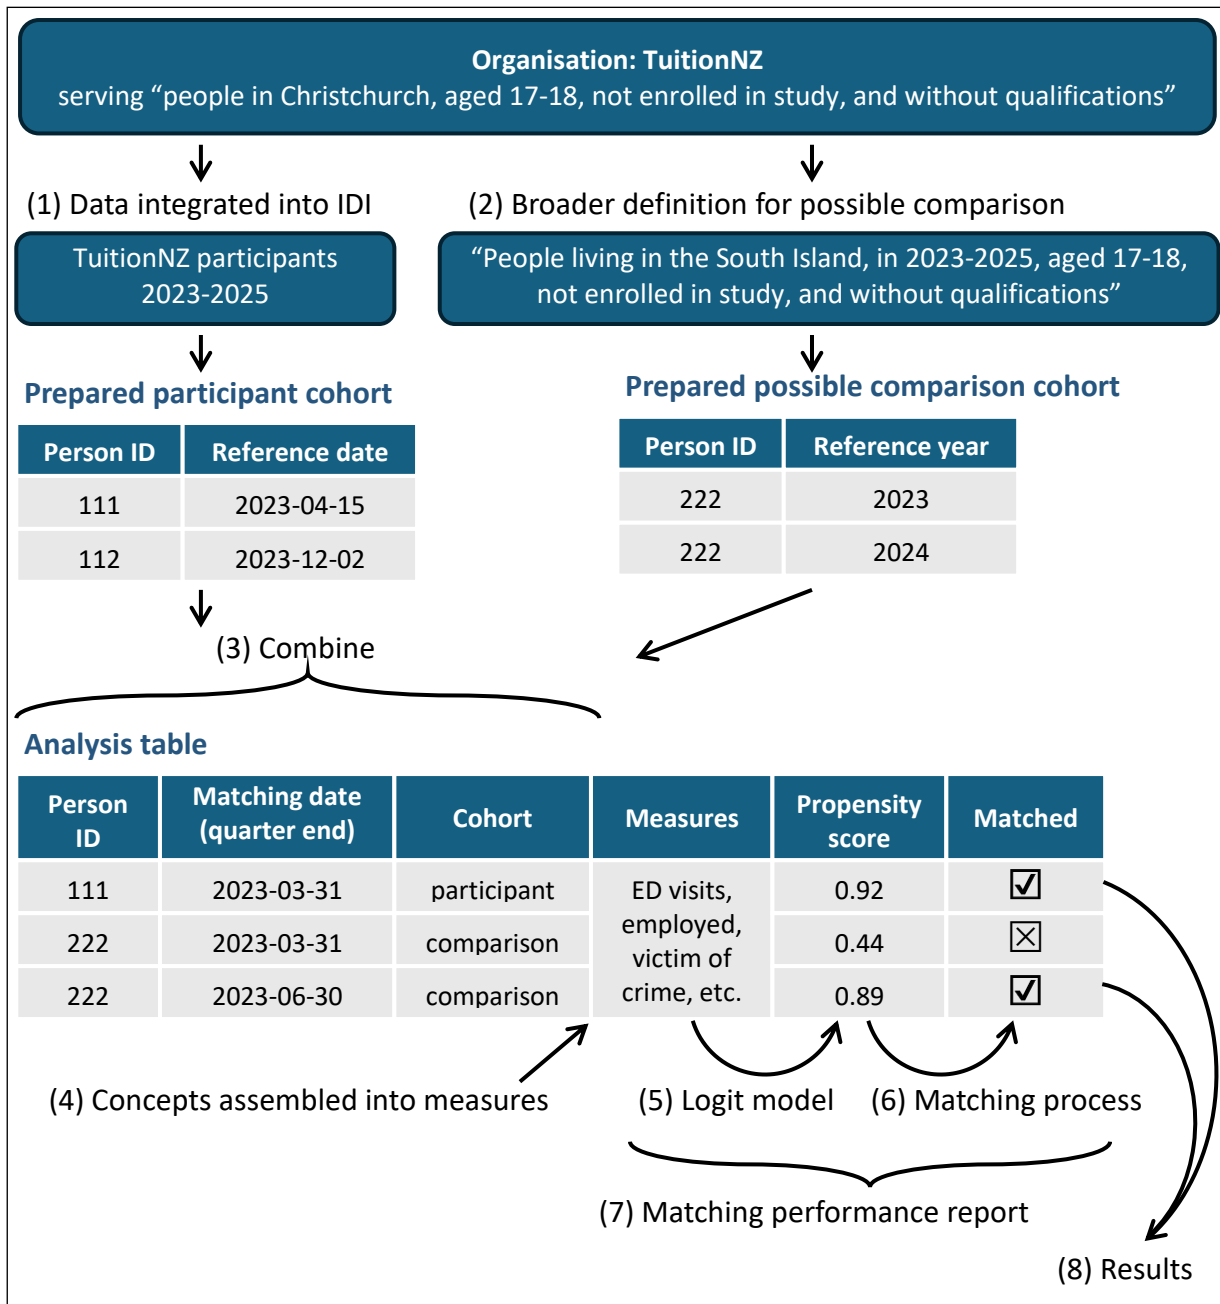 Organisation: TuitionNZ
serving “people in Christchurch, aged 17-18, not enrolled in study, and without qualifications”
(1) Data integrated into IDI
(2) Broader definition for possible comparison
TuitionNZ participants
2023-2025
“People living in the South Island, in 2023-2025, aged 17-18,
not enrolled in study, and without qualifications”
Prepared participant cohort
Person ID Reference date
111 2023-04-15
112 2023-12-02
Prepared possible comparison cohort
Person ID Reference year
222 2023
222 2024
(3) Combine
Analysis table
Person
ID
Matching date
(quarter end)
Cohort
Measures
Propensity
score
Matched
111 2023-03-31 participant
222 2023-03-31 comparison
222 2023-06-30 comparison
ED visits,
employed,
victim of
crime, etc.
0.92
0.44
0.89
(4) Concepts assembled into measures
(5) Logit model
(6) Matching process
(7) Matching performance report
(8) Results